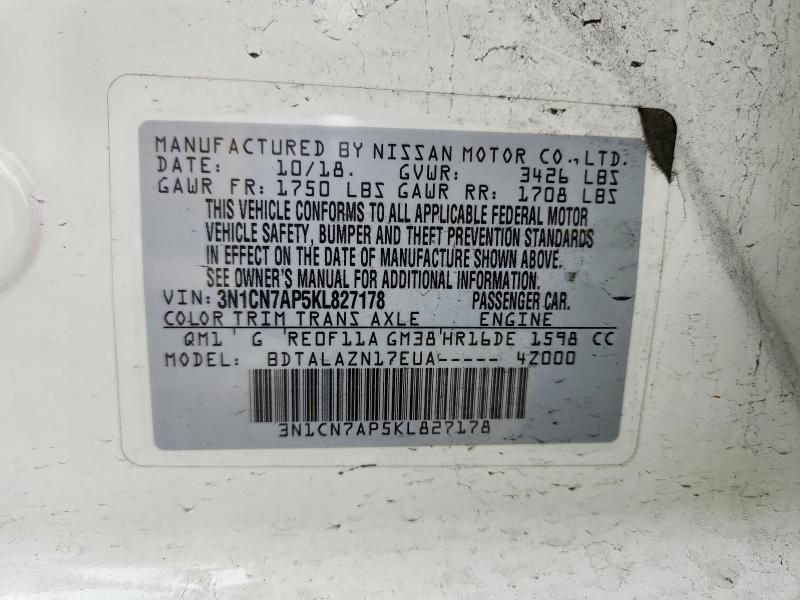 MANUFACTURED BY NISSAN MOTOR CO.,LTD.
DATE: 10/18. GVWR: 3426 LBS
GAWR FR: 1750 LBS GAWR RR: 1708 LBS
THIS VEHICLE CONFORMS TO ALL APPLICABLE FEDERAL MOTOR
VEHICLE SAFETY, BUMPER AND THEFT PREVENTION STANDARDS
IN EFFECT ON THE DATE OF MANUFACTURE SHOWN ABOVE.
SEE OWNER'S MANUAL FOR ADDITIONAL INFORMATION.
VIN: 3N1CN7AP5KL827178 PASSENGER CAR.
COLOR TRIM TRANS AXLE ENGINE
QM1 G RE0F11A GM38 HR16DE 1598 CC
MODEL: BDTALAZN17EUA----- 4Z000
3N1CN7AP5KL827178